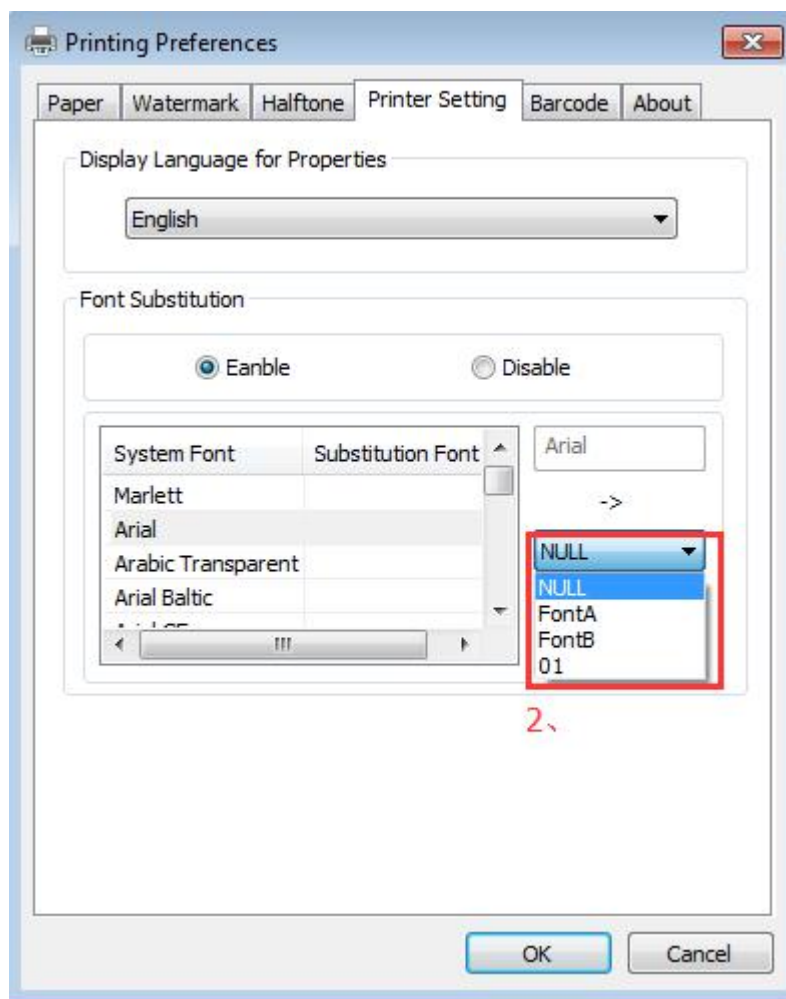 Printing Preferences
Paper Watermark Halftone Printer Setting Barcode About
Display Language for Properties
English
Font Substitution
Eanble Disable
System Font Substitution Font
Marlett
Arial
Arabic Transparent
Arial Baltic
Arial
->
NULL
NULL
FontA
FontB
01
2、
OK Cancel